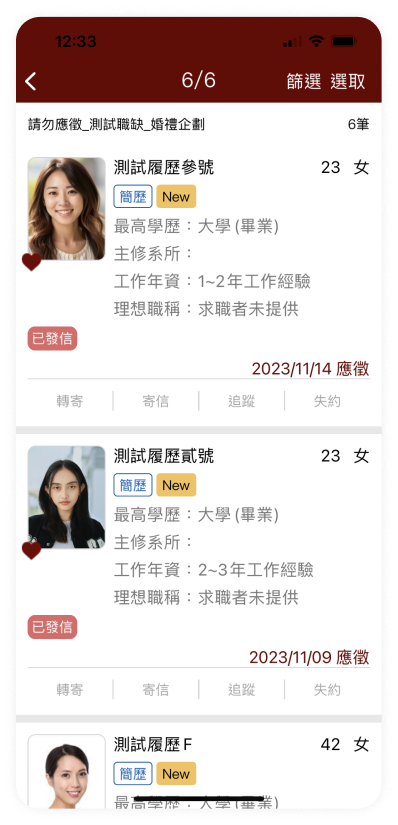 12:33
6/6 篩選 選取
請勿應徵_測試職缺_婚禮企劃 6筆
測試履歷參號 23 女
簡歷 New
最高學歷：大學 (畢業)
主修系所：
工作年資：1~2年工作經驗
理想職稱：求職者未提供
已發信
2023/11/14 應徵
轉寄 寄信 追蹤 失約
測試履歷貳號 23 女
簡歷 New
最高學歷：大學 (畢業)
主修系所：
工作年資：2~3年工作經驗
理想職稱：求職者未提供
已發信
2023/11/09 應徵
轉寄 寄信 追蹤 失約
測試履歷F 42 女
簡歷 New
最高學歷：大學 (畢業)